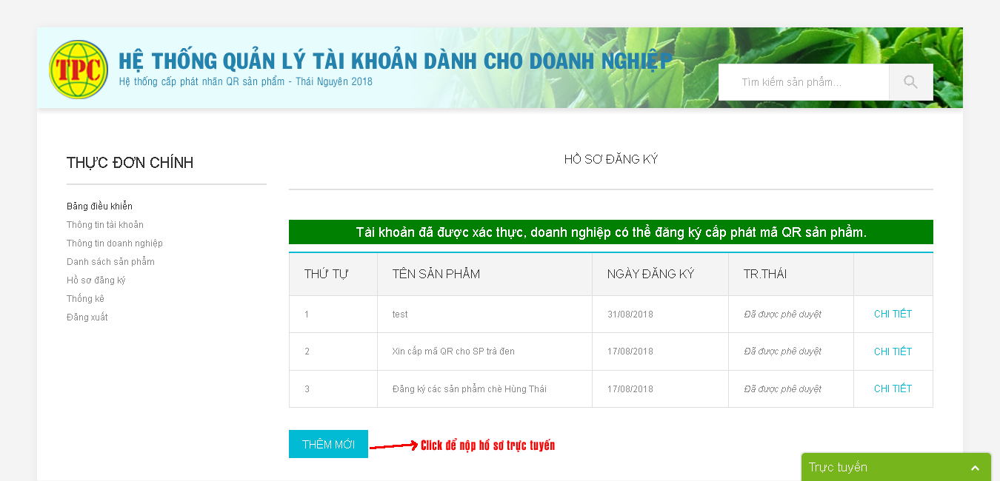 TPC
HỆ THỐNG QUẢN LÝ TÀI KHOẢN DÀNH CHO DOANH NGHIỆP
Hệ thống cấp phát nhãn QR sản phẩm - Thái Nguyên 2018
Tìm kiếm sản phẩm...
THỰC ĐƠN CHÍNH
Bảng điều khiển
Thông tin tài khoản
Thông tin doanh nghiệp
Danh sách sản phẩm
Hồ sơ đăng ký
Thống kê
Đăng xuất
HỒ SƠ ĐĂNG KÝ
Tài khoản đã được xác thực, doanh nghiệp có thể đăng ký cấp phát mã QR sản phẩm.
THỨ TỰ TÊN SẢN PHẨM NGÀY ĐĂNG KÝ TR.THÁI
1 test 31/08/2018 Đã được phê duyệt CHI TIẾT
2 Xin cấp mã QR cho SP trà đen 17/08/2018 Đã được phê duyệt CHI TIẾT
3 Đăng ký các sản phẩm chè Hùng Thái 17/08/2018 Đã được phê duyệt CHI TIẾT
THÊM MỚI Click để nộp hồ sơ trực tuyến
Trực tuyến